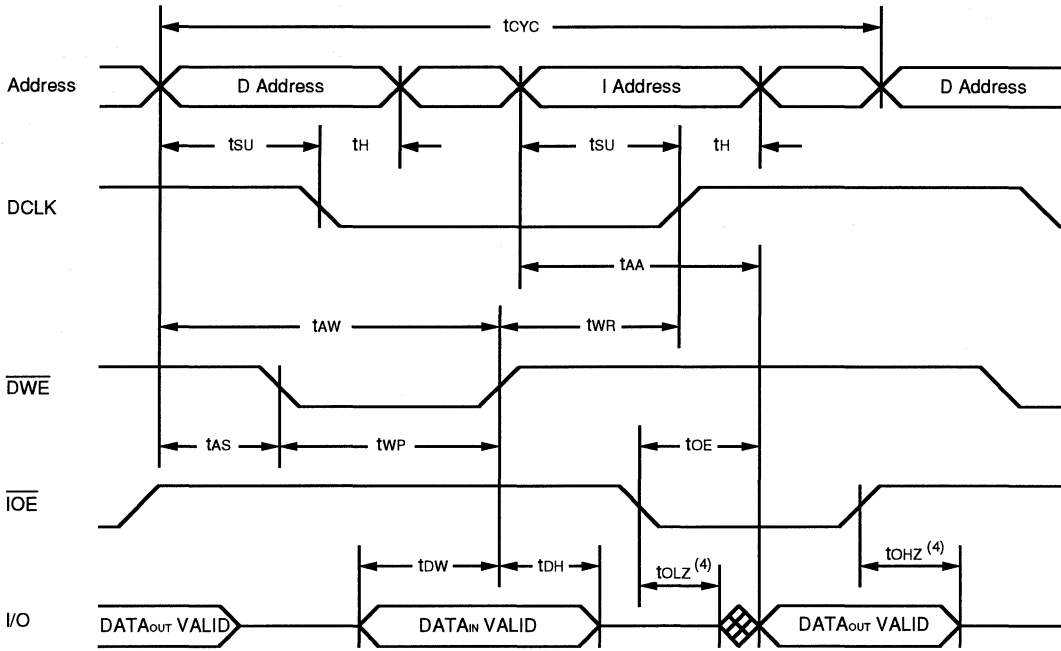 tCYC
Address
D Address
I Address
D Address
tSU
tH
tSU
tH
DCLK
tAA
tAW
tWR
DWE
tAS
tWP
tOE
IOE
tDW
tDH
tOLZ (4)
tOHZ (4)
I/O
DATAOUT VALID
DATAIN VALID
DATAOUT VALID